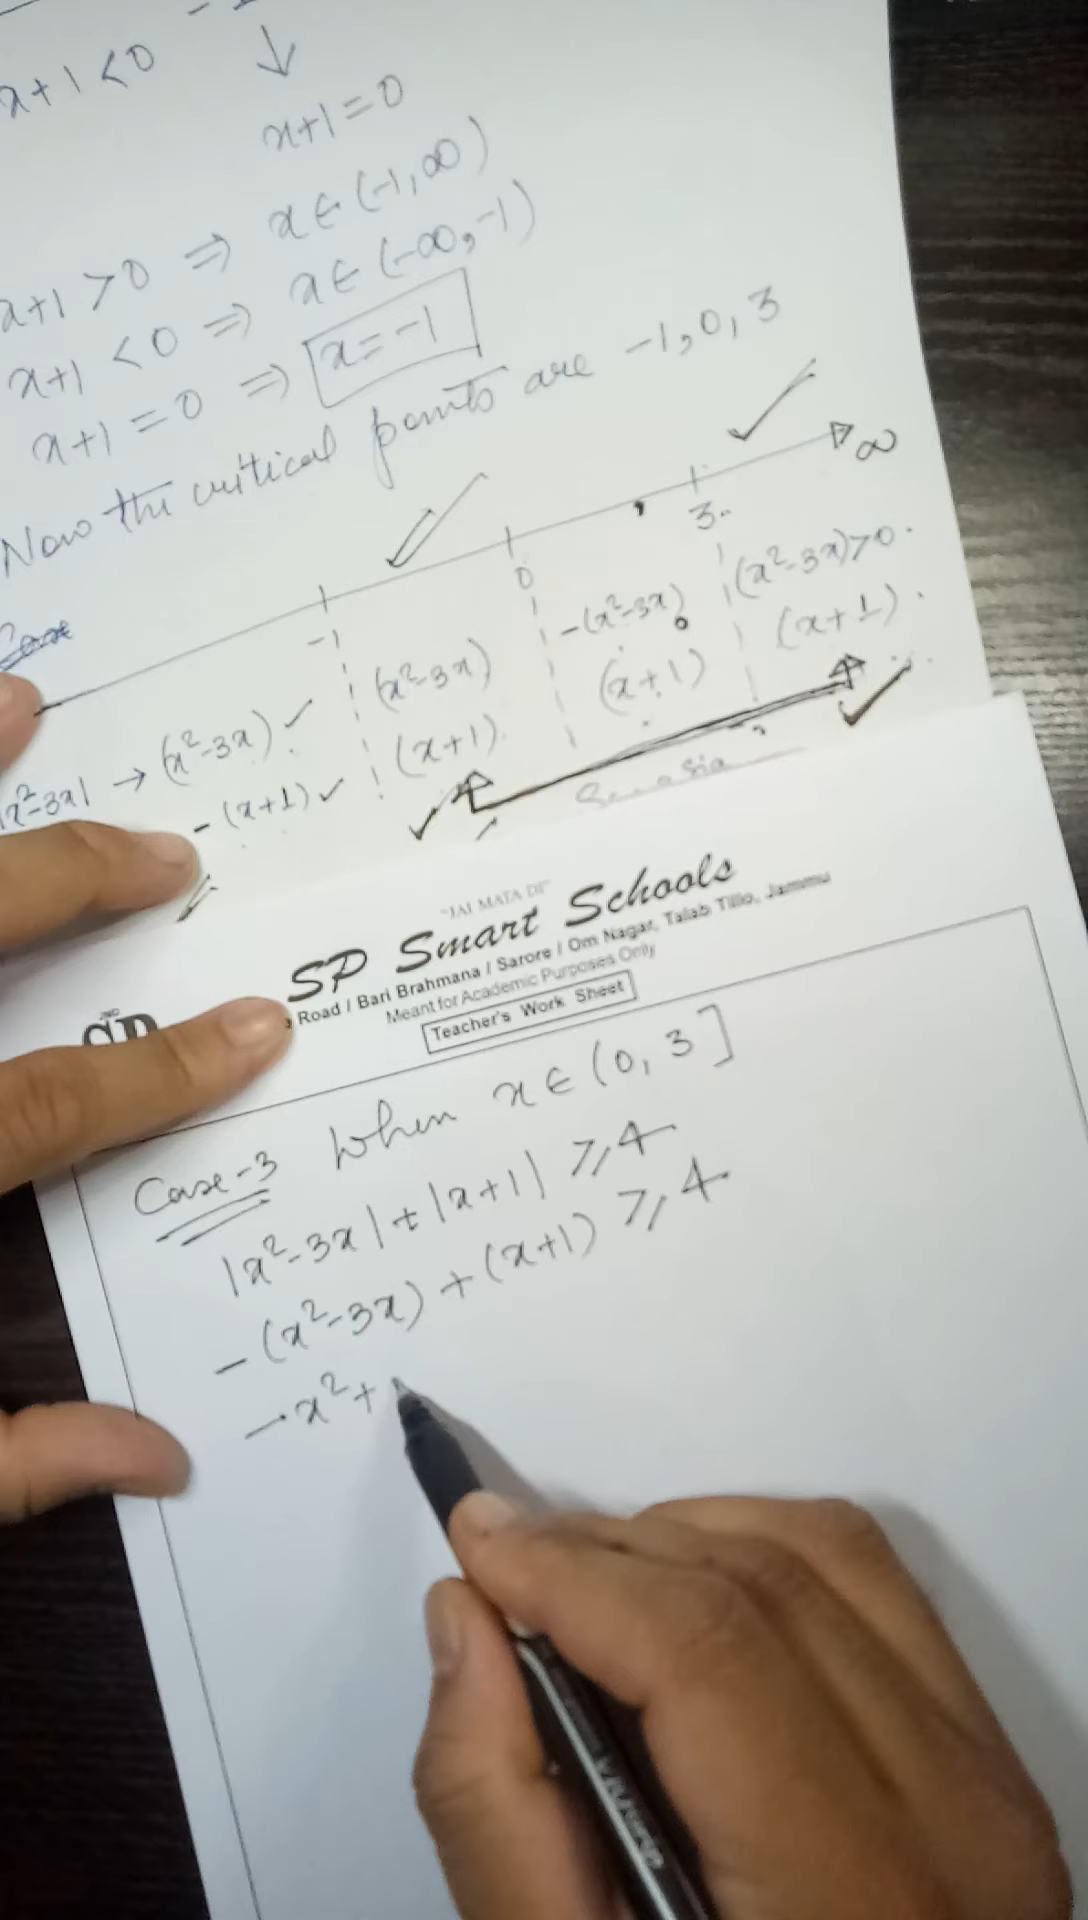 x+1<0
x+1=0
x+1 >0 ⇒ x∈(-1,∞)
x+1 <0 ⇒ x∈ (-∞,-1)
x+1 =0 ⇒ x=-1
Now the critical points are -1,0,3
∞
-1 0 3
|x²-3x| → (x²-3x) ✓ (x²-3x) -(x²-3x) (x²-3x)>0
-(x+1) ✓ (x+1) (x+1) (x+1)
"JAI MATA DI"
SP Smart Schools
Road / Bari Brahmana / Sarore / Om Nagar, Talab Tillo, Jammu
Meant for Academic Purposes Only
Teacher's Work Sheet
Case-3 When x∈(0, 3]
|x²-3x|+|x+1| ⩾4
-(x²-3x)+(x+1) ⩾4
-x²+